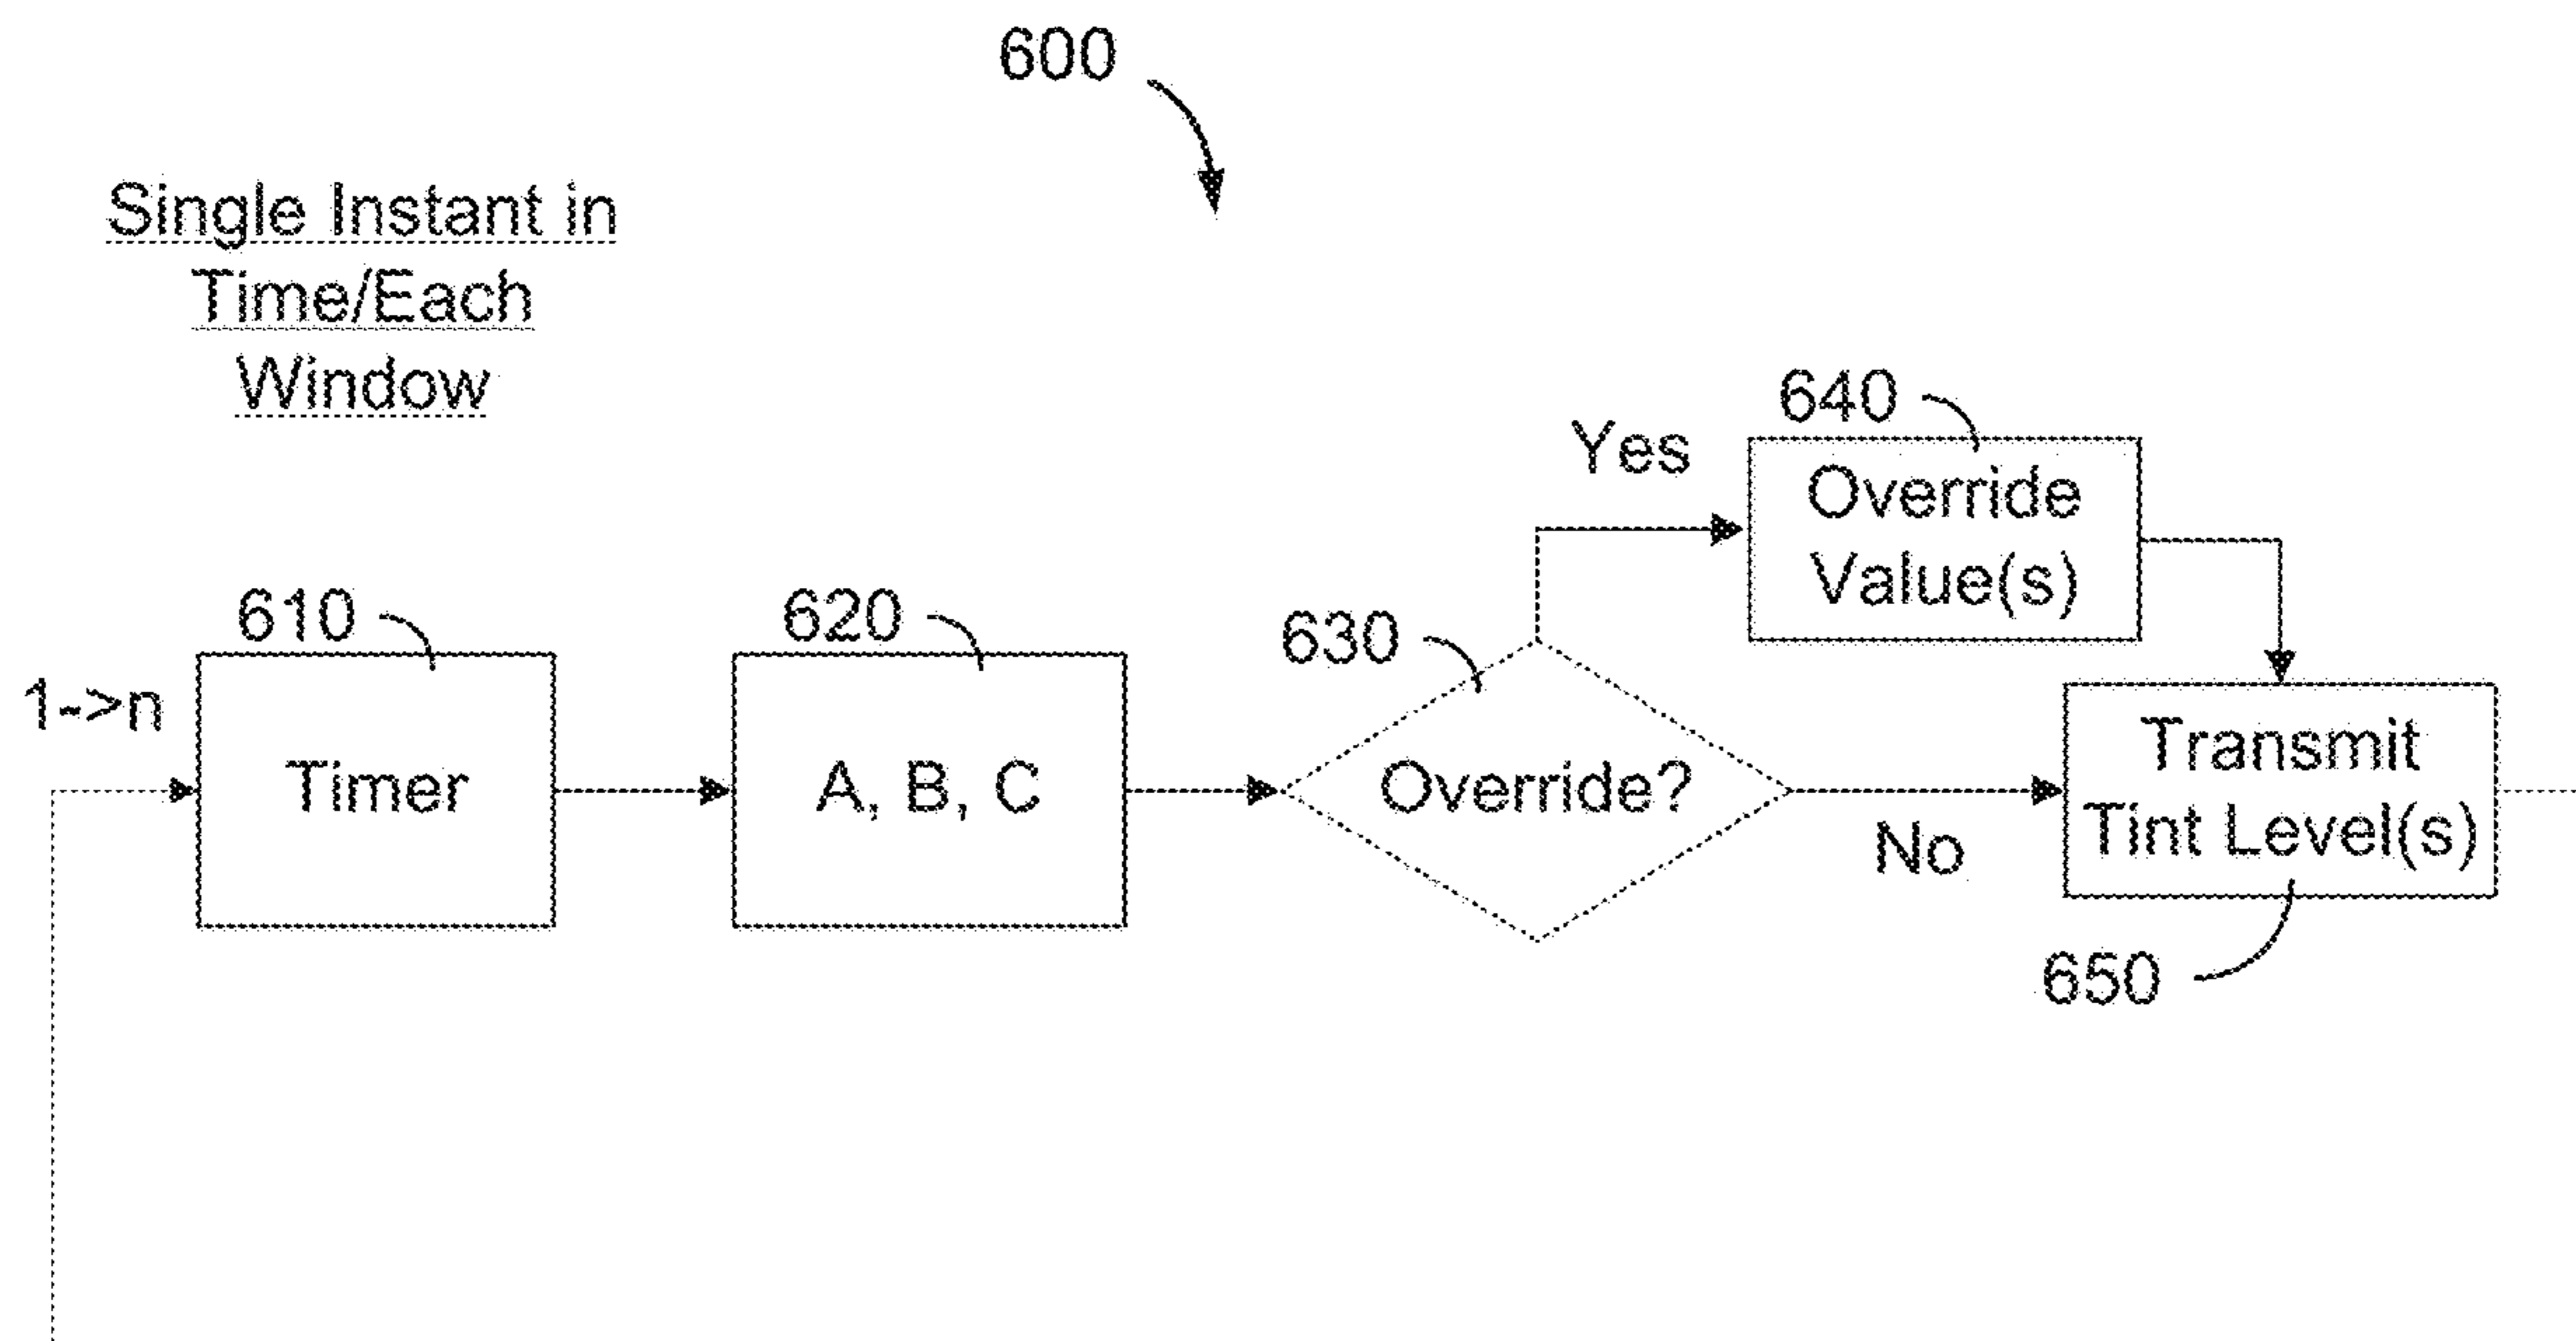 600
Single Instant in
Time/Each
Window
640
Yes
Override
Value(s)
610
620
630
1->n
Timer
A, B, C
Override?
Transmit
Tint Level(s)
No
650